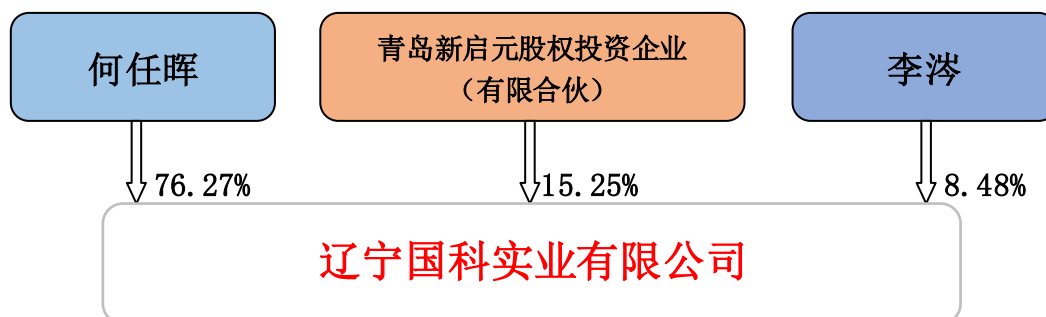 何任晖
青岛新启元股权投资企业
（有限合伙）
李涔
76.27%
15.25%
8.48%
辽宁国科实业有限公司